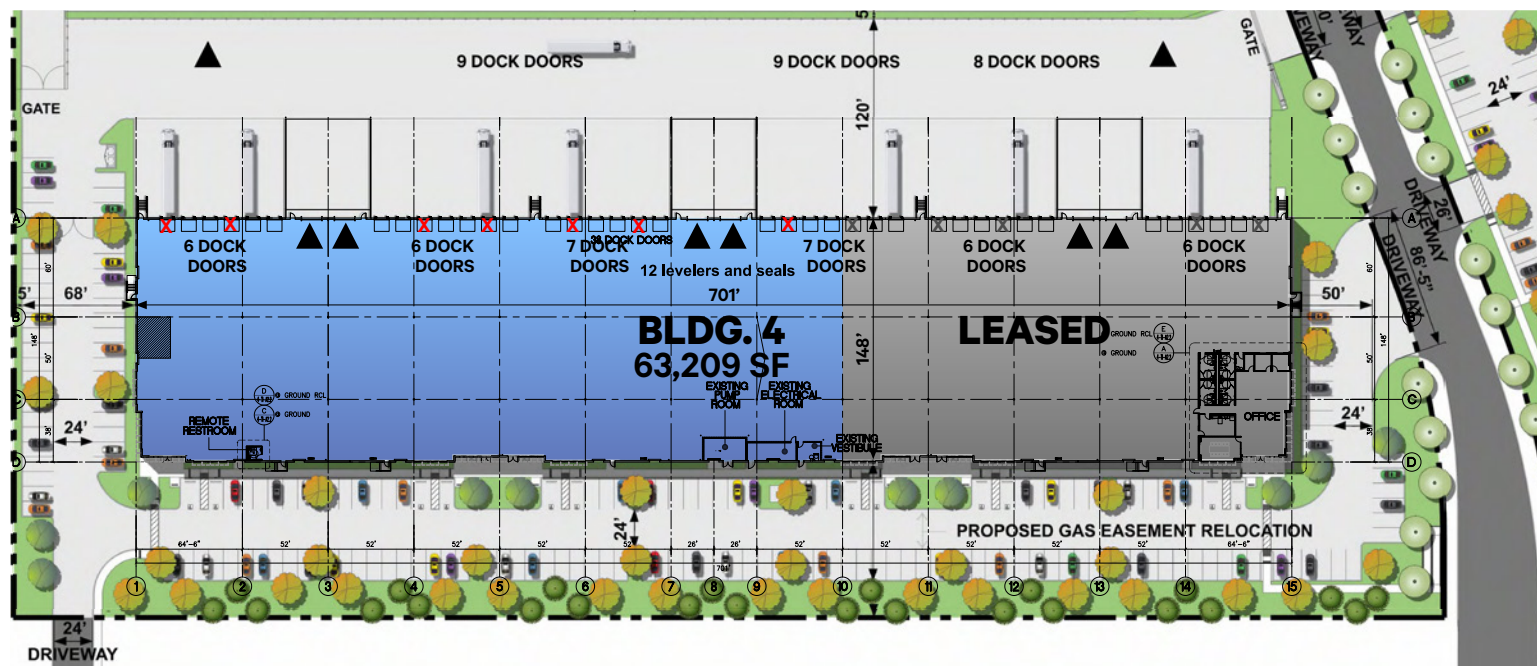 9 DOCK DOORS
9 DOCK DOORS
8 DOCK DOORS
GATE
GATE
DRIVEWAY
DRIVEWAY
24'
120'
DRIVEWAY
26'
DRIVEWAY
86'-5"
A
A
6 DOCK
DOORS
6 DOCK
DOORS
7 DOCK
DOORS
7 DOCK
DOORS
6 DOCK
DOORS
6 DOCK
DOORS
12 levelers and seals
701'
5'
68'
50'
60'
60'
B
B
148'
148'
148'
50'
50'
BLDG. 4
63,209 SF
LEASED
GROUND RCL
E
GROUND
A
EXISTING
PUMP
ROOM
EXISTING
ELECTRICAL
ROOM
EXISTING
VESTIBULE
D
GROUND RCL
C
GROUND
REMOTE
RESTROOM
OFFICE
C
C
24'
24'
38'
38'
D
D
24'
PROPOSED GAS EASEMENT RELOCATION
64'-6"
52'
52'
52'
52'
52'
26'
26'
52'
52'
52'
52'
52'
64'-6"
701'
1
2
3
4
5
6
7
8
9
10
11
12
13
14
15
24'
DRIVEWAY